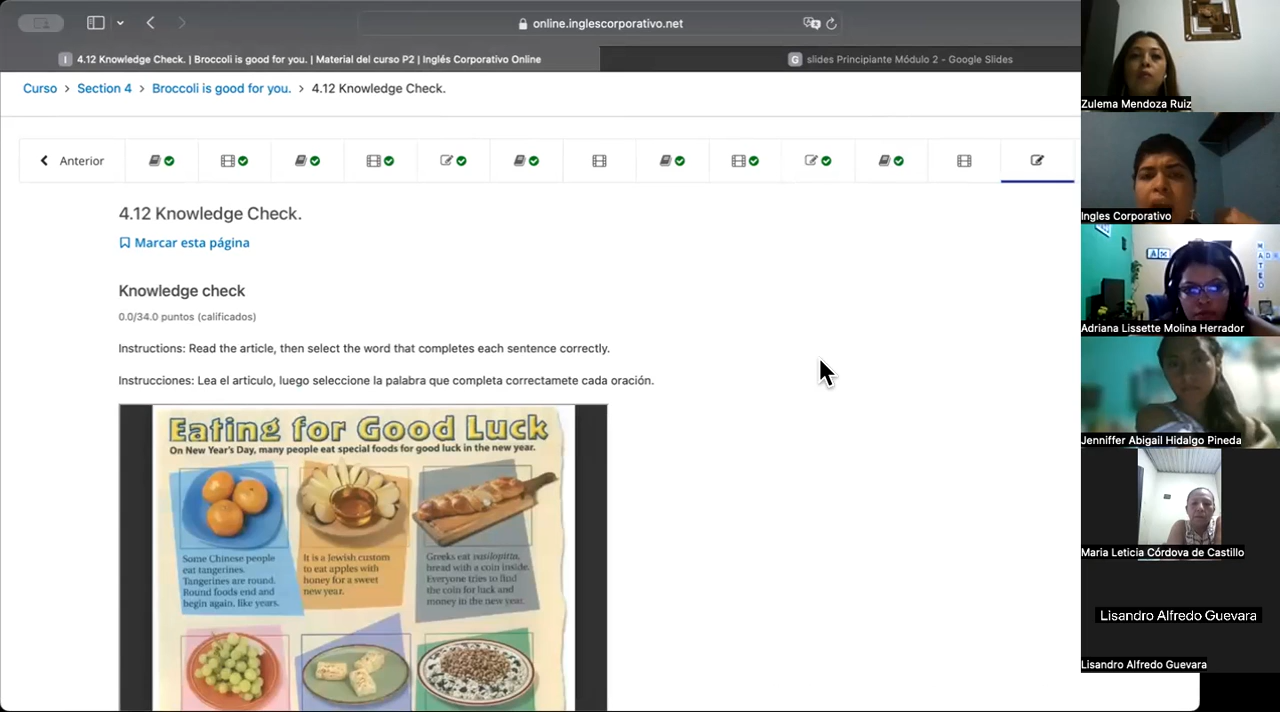 online.inglescorporativo.net
4.12 Knowledge Check. | Broccoli is good for you. | Material del curso P2 | Inglés Corporativo Online
G slides Principiante Módulo 2 - Google Slides
Curso > Section 4 > Broccoli is good for you. > 4.12 Knowledge Check.
Anterior
4.12 Knowledge Check.
Marcar esta página
Knowledge check
0.0/34.0 puntos (calificados)
Instructions: Read the article, then select the word that completes each sentence correctly.
Instrucciones: Lea el articulo, luego seleccione la palabra que completa correctamete cada oración.
Eating for Good Luck
On New Year's Day, many people eat special foods for good luck in the new year.
Some Chinese people
eat tangerines.
Tangerines are round.
Round foods end and
begin again, like years.
It is a Jewish custom
to eat apples with
honey for a sweet
new year.
Greeks eat vasilopitta,
bread with a coin inside.
Everyone tries to find
the coin for luck and
money in the new year.
Zulema Mendoza Ruiz
Ingles Corporativo
Adriana Lissette Molina Herrador
Jenniffer Abigail Hidalgo Pineda
Maria Leticia Córdova de Castillo
Lisandro Alfredo Guevara
Lisandro Alfredo Guevara